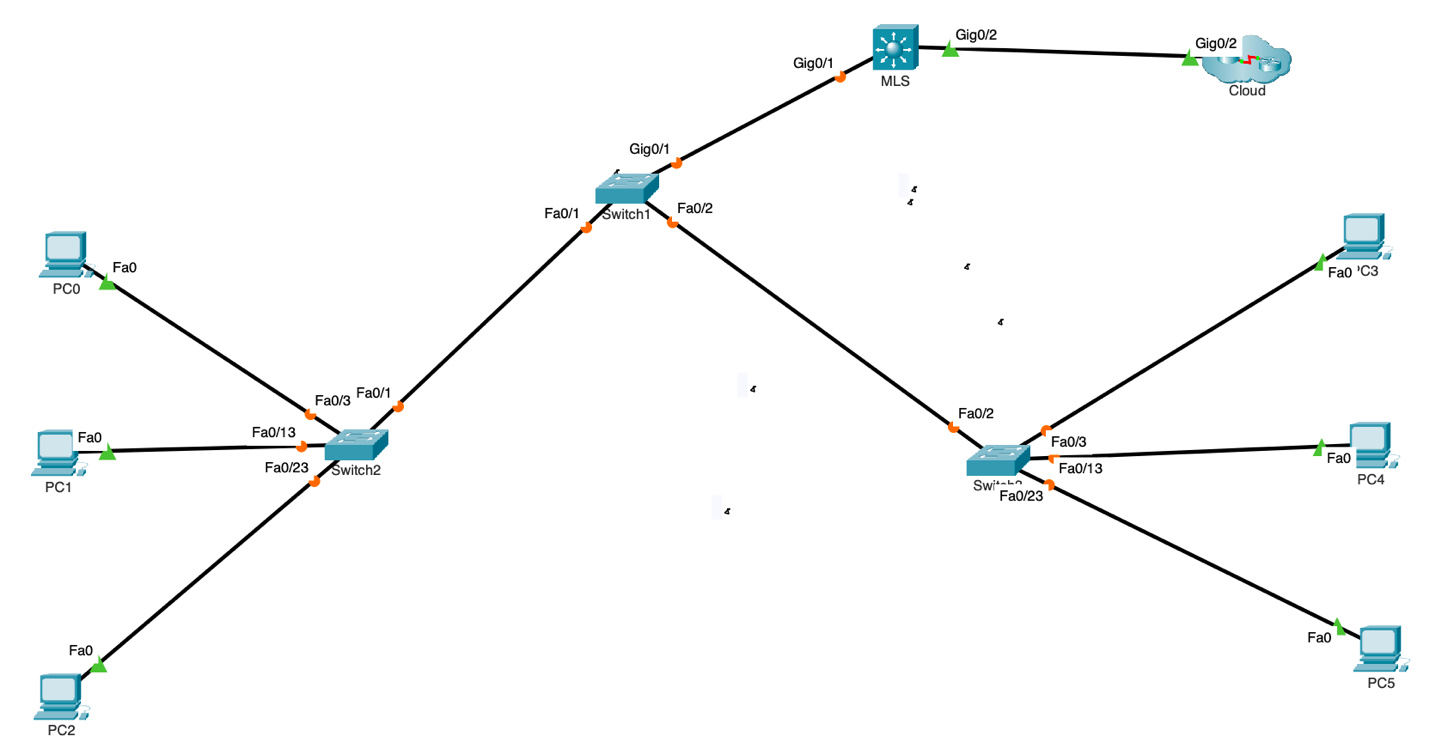 Gig0/2
Gig0/2
Gig0/1
MLS
Cloud
Gig0/1
Fa0/1
Switch1
Fa0/2
Fa0
PC0
Fa0
PC3
Fa0/3
Fa0/1
Fa0/2
Fa0
Fa0/13
Fa0/3
Fa0
Fa0/23
Switch2
Fa0/13
PC1
PC4
Fa0/23
Fa0
Fa0
PC2
PC5